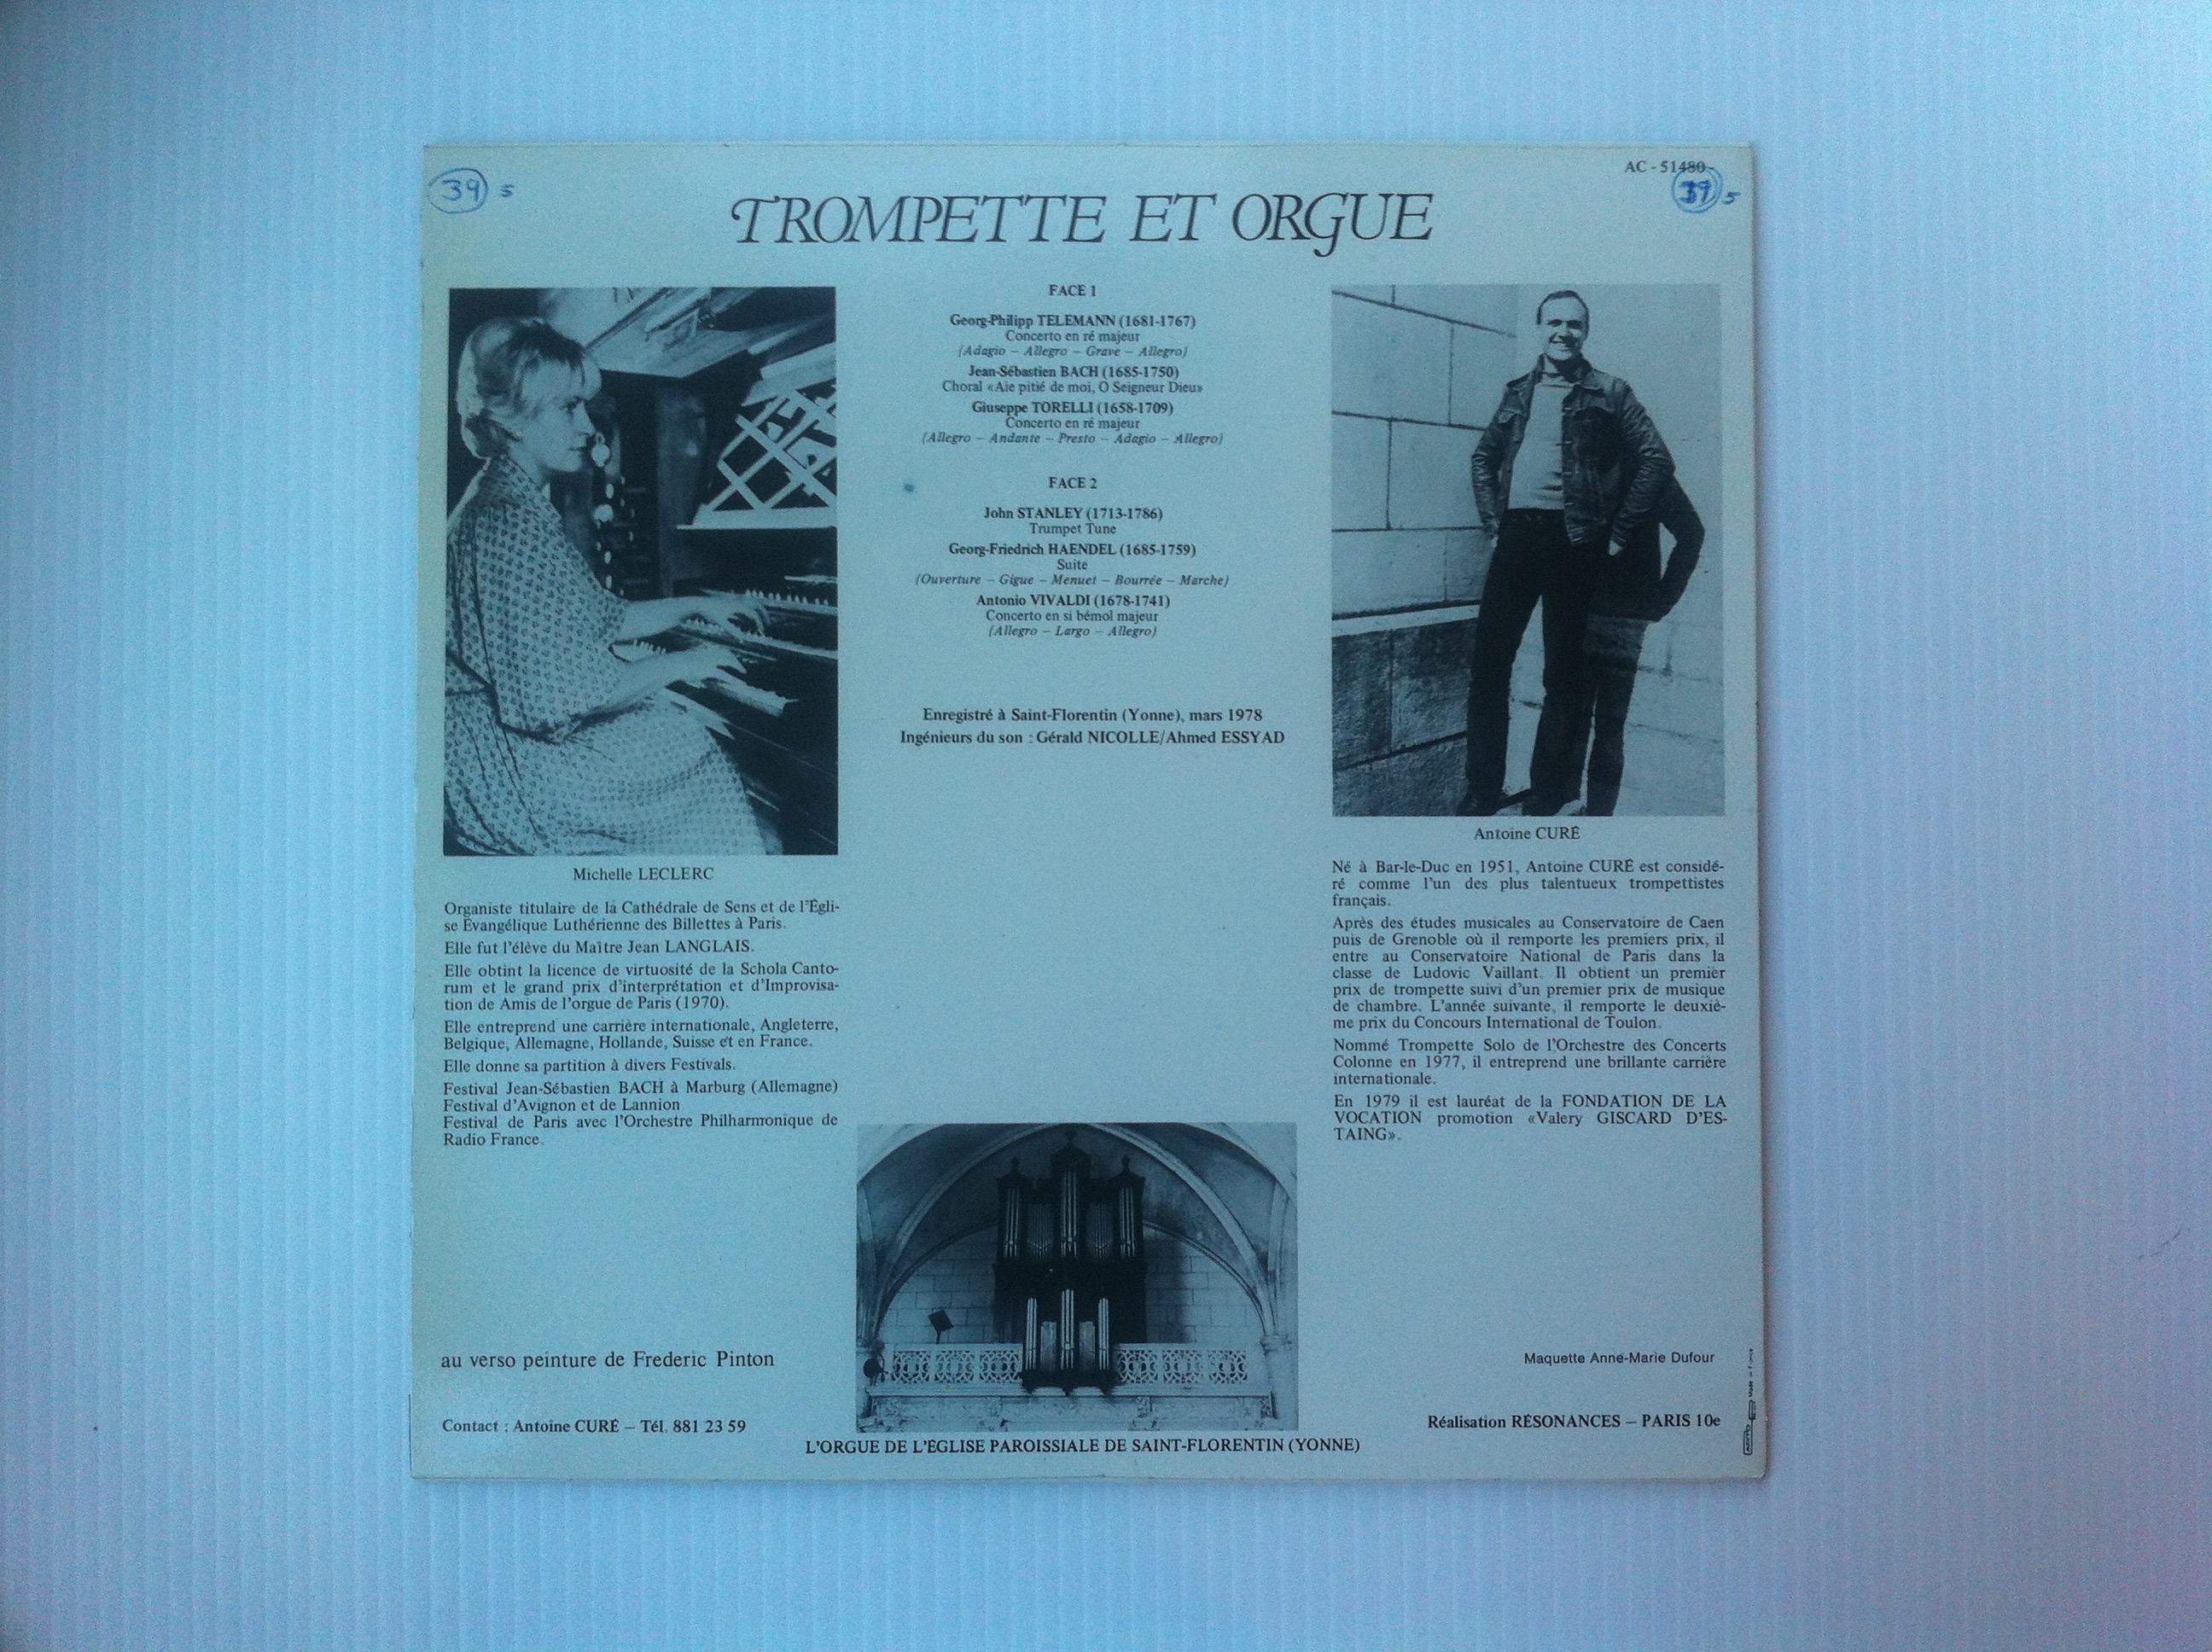 39 5
AC - 51480
39 5
TROMPETTE ET ORGUE
FACE 1
Georg-Philipp TELEMANN (1681-1767)
Concerto en ré majeur
(Adagio – Allegro – Grave – Allegro)
Jean-Sébastien BACH (1685-1750)
Choral «Aie pitié de moi, O Seigneur Dieu»
Giuseppe TORELLI (1658-1709)
Concerto en ré majeur
(Allegro – Andante – Presto – Adagio – Allegro)
FACE 2
John STANLEY (1713-1786)
Trumpet Tune
Georg-Friedrich HAENDEL (1685-1759)
Suite
(Ouverture – Gigue – Menuet – Bourrée – Marche)
Antonio VIVALDI (1678-1741)
Concerto en si bémol majeur
(Allegro – Largo – Allegro)
Enregistré à Saint-Florentin (Yonne), mars 1978
Ingénieurs du son : Gérald NICOLLE/Ahmed ESSYAD
Michelle LECLERC
Organiste titulaire de la Cathédrale de Sens et de l'Égli-
se Évangélique Luthérienne des Billettes à Paris.
Elle fut l'élève du Maître Jean LANGLAIS.
Elle obtint la licence de virtuosité de la Schola Canto-
rum et le grand prix d'interprétation et d'Improvisa-
tion de Amis de l'orgue de Paris (1970).
Elle entreprend une carrière internationale, Angleterre,
Belgique, Allemagne, Hollande, Suisse et en France.
Elle donne sa partition à divers Festivals.
Festival Jean-Sébastien BACH à Marburg (Allemagne)
Festival d'Avignon et de Lannion
Festival de Paris avec l'Orchestre Philharmonique de
Radio France.
Antoine CURÉ
Né à Bar-le-Duc en 1951, Antoine CURÉ est considé-
ré comme l'un des plus talentueux trompettistes
français.
Après des études musicales au Conservatoire de Caen
puis de Grenoble où il remporte les premiers prix, il
entre au Conservatoire National de Paris dans la
classe de Ludovic Vaillant. Il obtient un premier
prix de trompette suivi d'un premier prix de musique
de chambre. L'année suivante, il remporte le deuxiè-
me prix du Concours International de Toulon.
Nommé Trompette Solo de l'Orchestre des Concerts
Colonne en 1977, il entreprend une brillante carrière
internationale.
En 1979 il est lauréat de la FONDATION DE LA
VOCATION promotion «Valery GISCARD D'ES-
TAING».
au verso peinture de Frederic Pinton
Contact : Antoine CURÉ – Tél. 881 23 59
L'ORGUE DE L'ÉGLISE PAROISSIALE DE SAINT-FLORENTIN (YONNE)
Maquette Anne-Marie Dufour
Réalisation RÉSONANCES – PARIS 10e